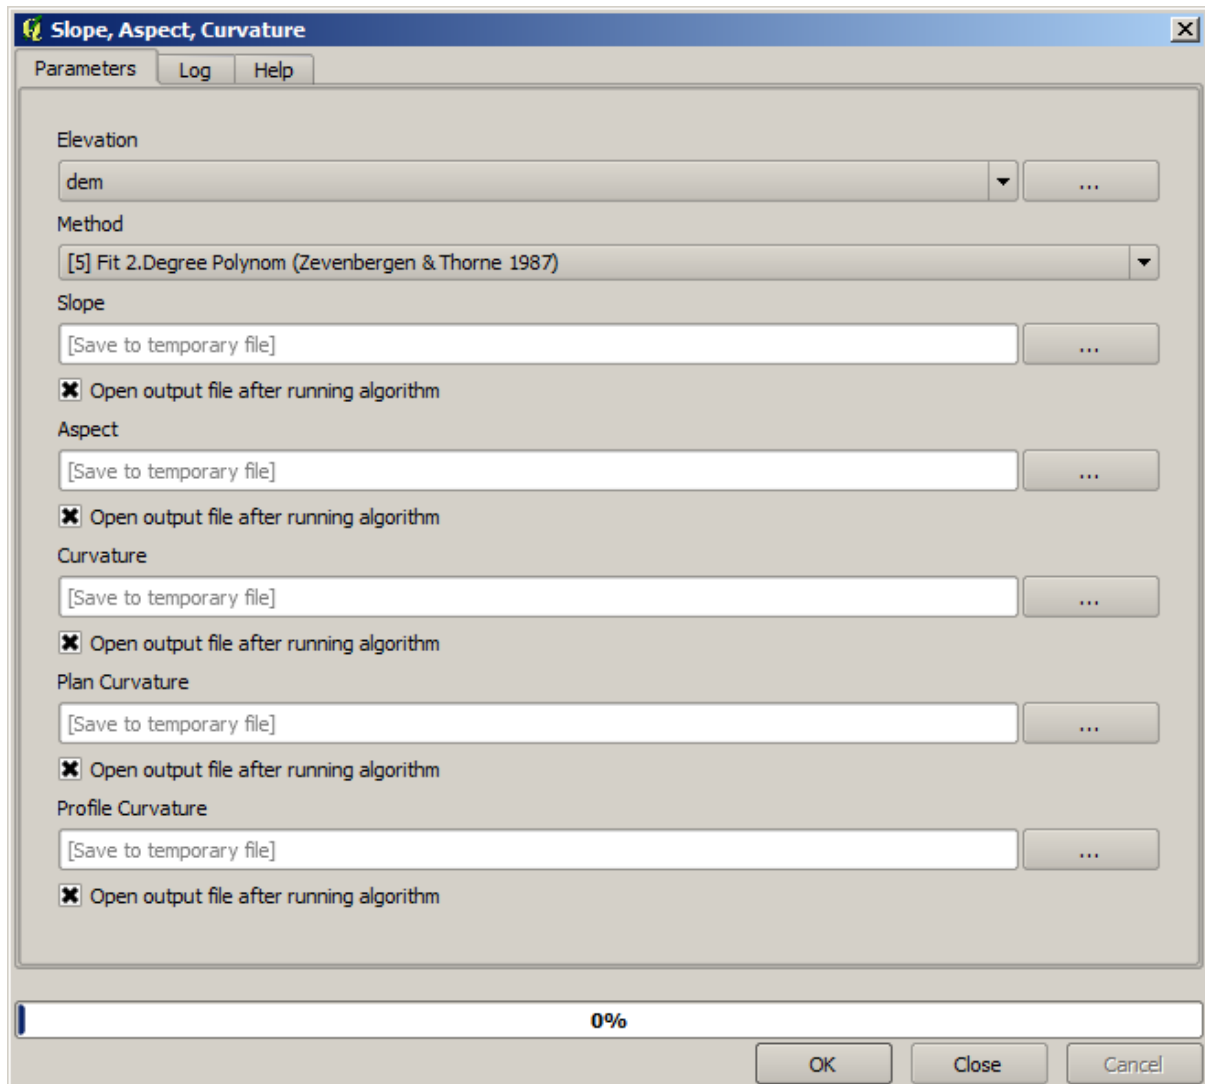 Slope, Aspect, Curvature
Parameters Log Help
Elevation
dem ...
Method
[5] Fit 2.Degree Polynom (Zevenbergen & Thorne 1987)
Slope
[Save to temporary file] ...
Open output file after running algorithm
Aspect
[Save to temporary file] ...
Open output file after running algorithm
Curvature
[Save to temporary file] ...
Open output file after running algorithm
Plan Curvature
[Save to temporary file] ...
Open output file after running algorithm
Profile Curvature
[Save to temporary file] ...
Open output file after running algorithm
0%
OK Close Cancel